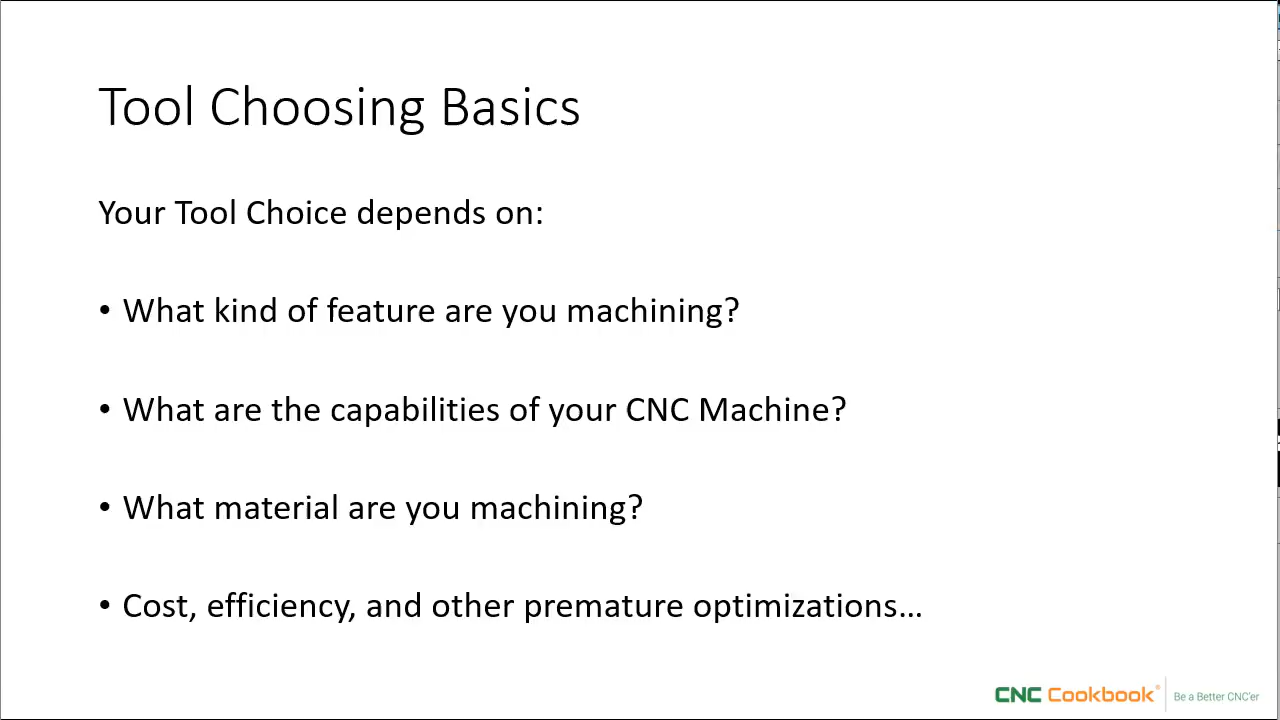 Tool Choosing Basics
Your Tool Choice depends on:
• What kind of feature are you machining?
• What are the capabilities of your CNC Machine?
• What material are you machining?
• Cost, efficiency, and other premature optimizations…
CNC Cookbook® Be a Better CNC'er